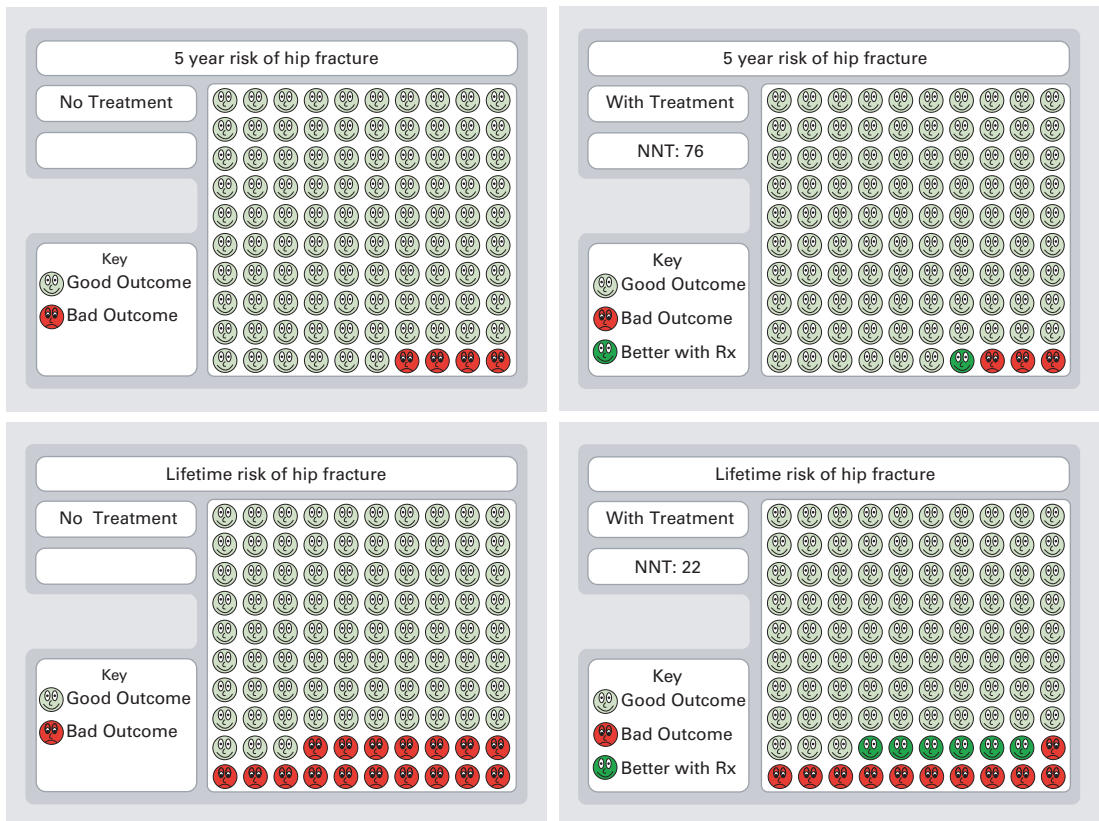 5 year risk of hip fracture
No Treatment
Key
Good Outcome
Bad Outcome
5 year risk of hip fracture
With Treatment
NNT: 76
Key
Good Outcome
Bad Outcome
Better with Rx
Lifetime risk of hip fracture
No Treatment
Key
Good Outcome
Bad Outcome
Lifetime risk of hip fracture
With Treatment
NNT: 22
Key
Good Outcome
Bad Outcome
Better with Rx